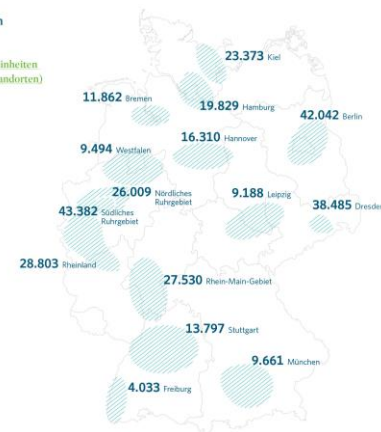 n
inheiten
andorten)
23.373 Kiel
11.862 Bremen
19.829 Hamburg
42.042 Berlin
16.310 Hannover
9.494 Westfalen
26.009 Nördliches
Ruhrgebiet
9.188 Leipzig
38.485 Dresden
43.382 Südliches
Ruhrgebiet
28.803 Rheinland
27.530 Rhein-Main-Gebiet
13.797 Stuttgart
9.661 München
4.033 Freiburg